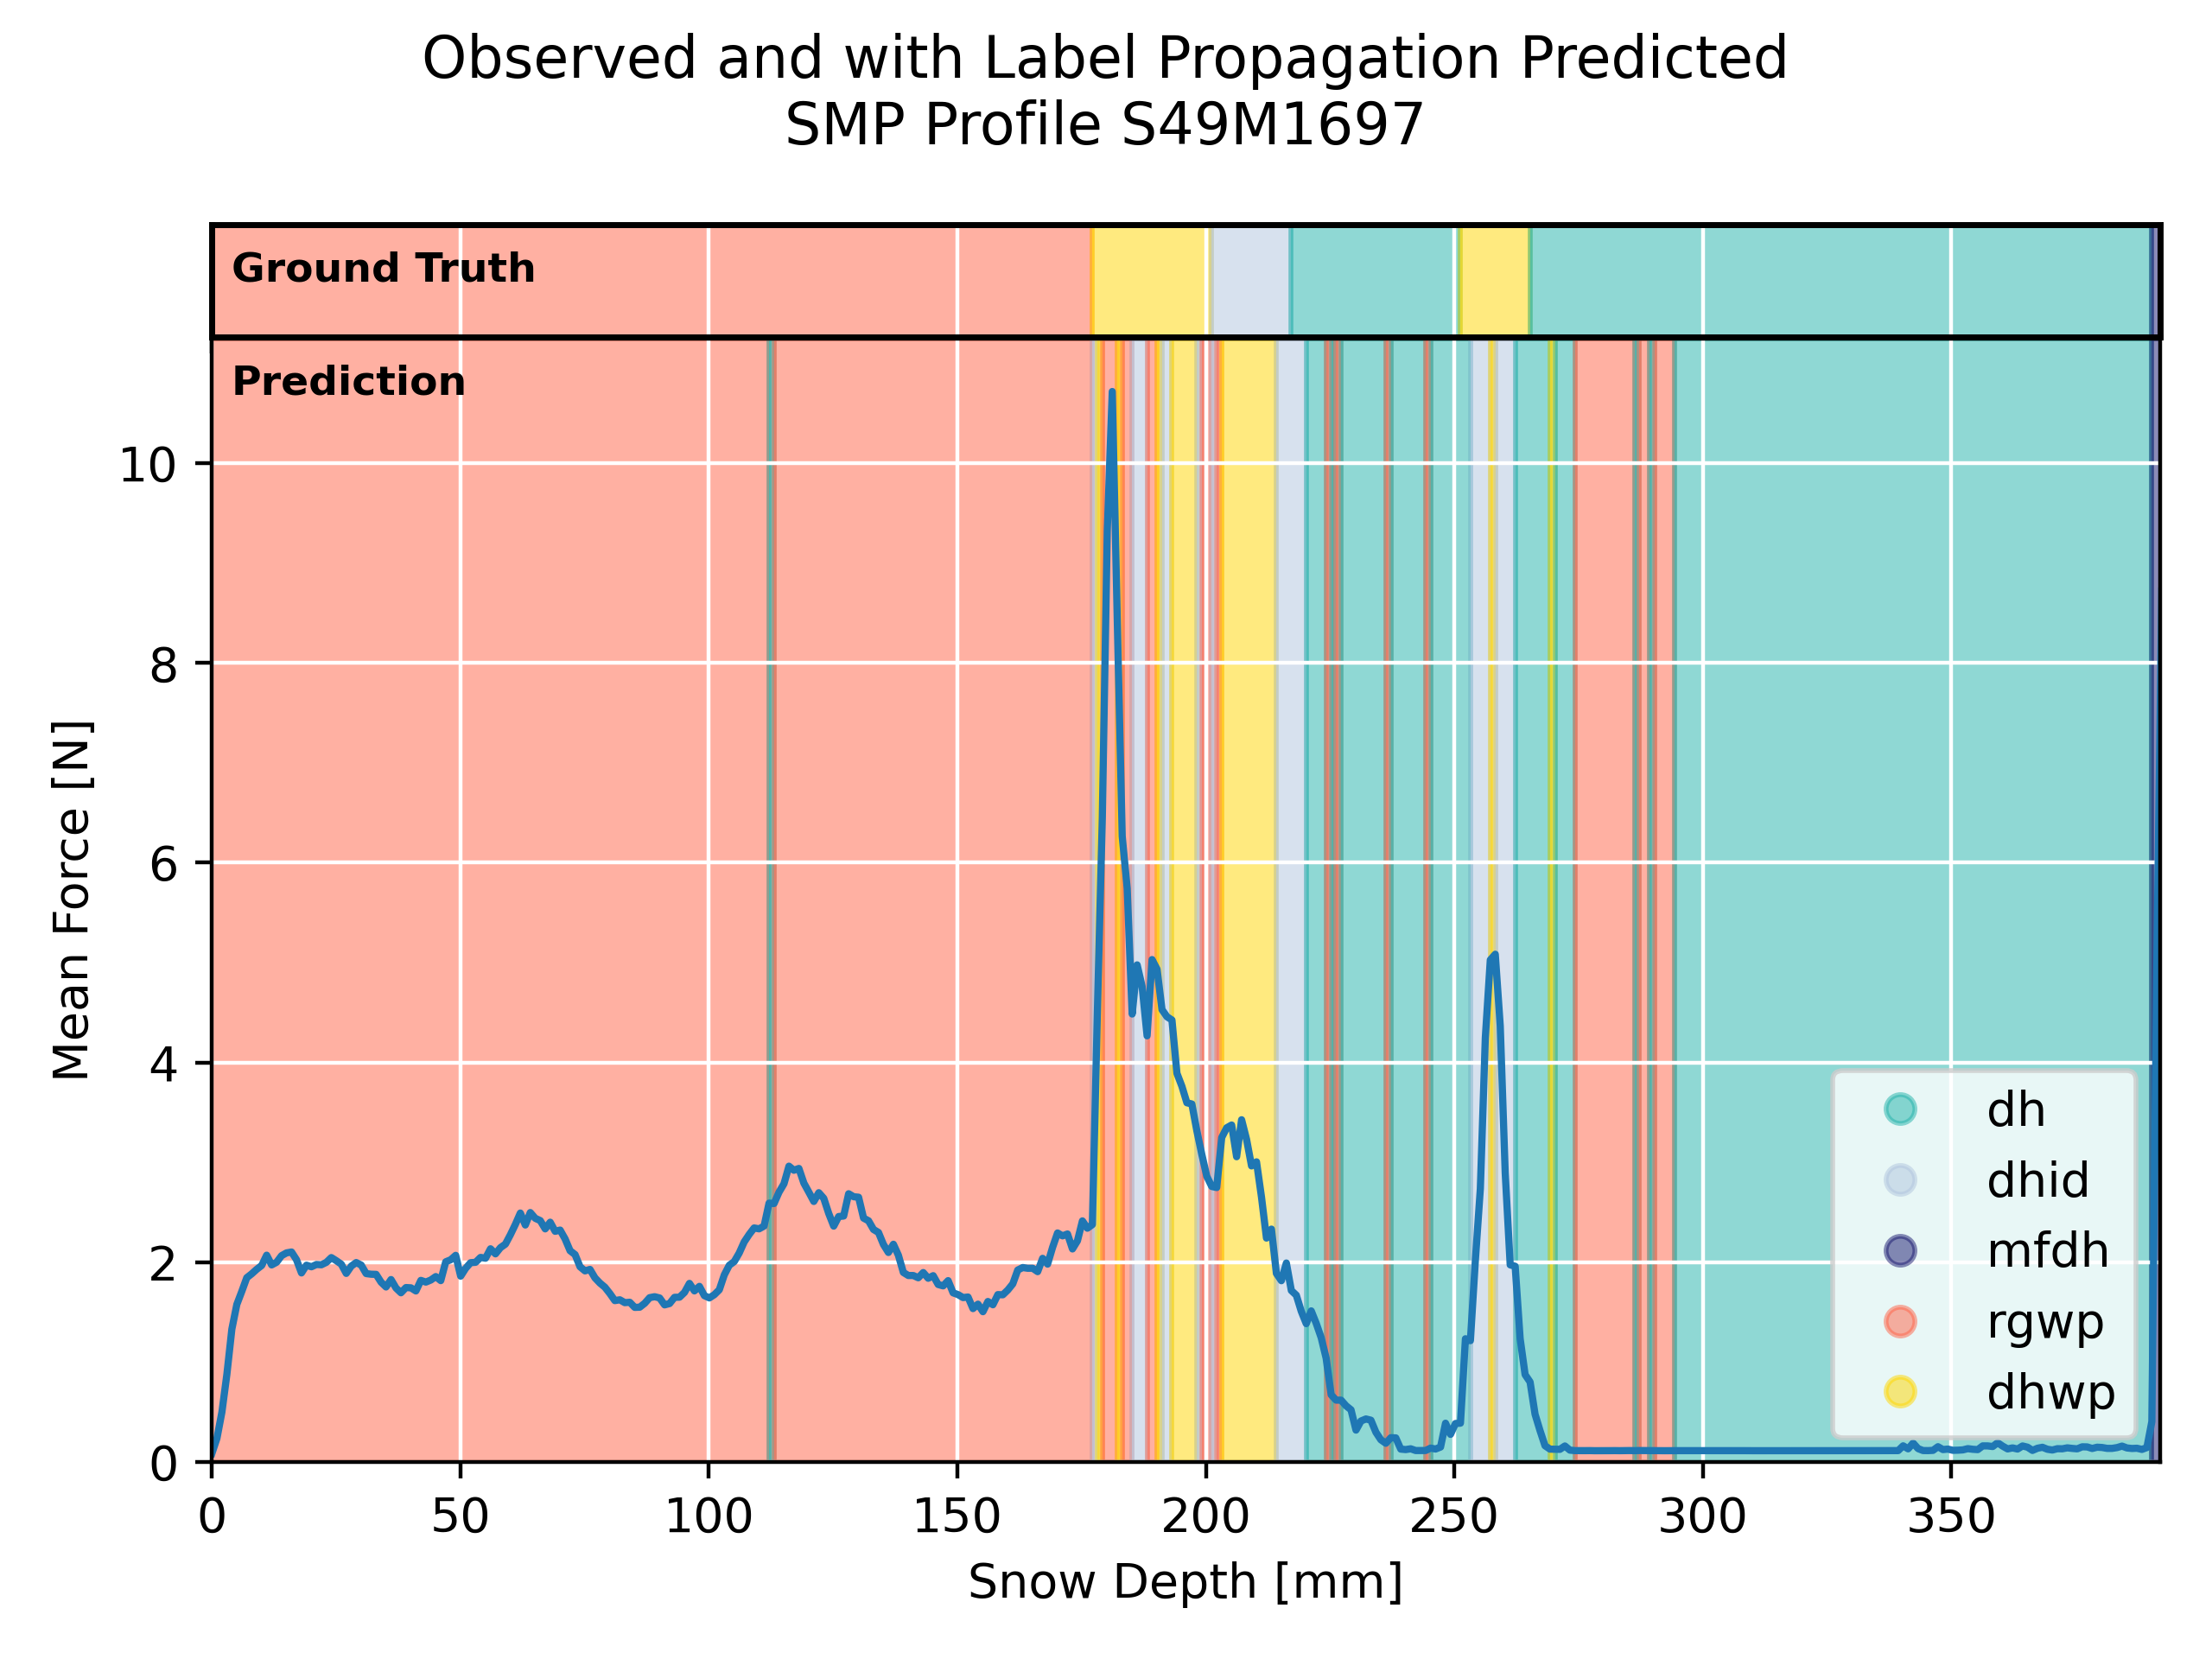 Observed and with Label Propagation Predicted
SMP Profile S49M1697
Ground Truth
Prediction
10
8
6
4
2
0
Mean Force [N]
dh
dhid
mfdh
rgwp
dhwp
0 50 100 150 200 250 300 350
Snow Depth [mm]